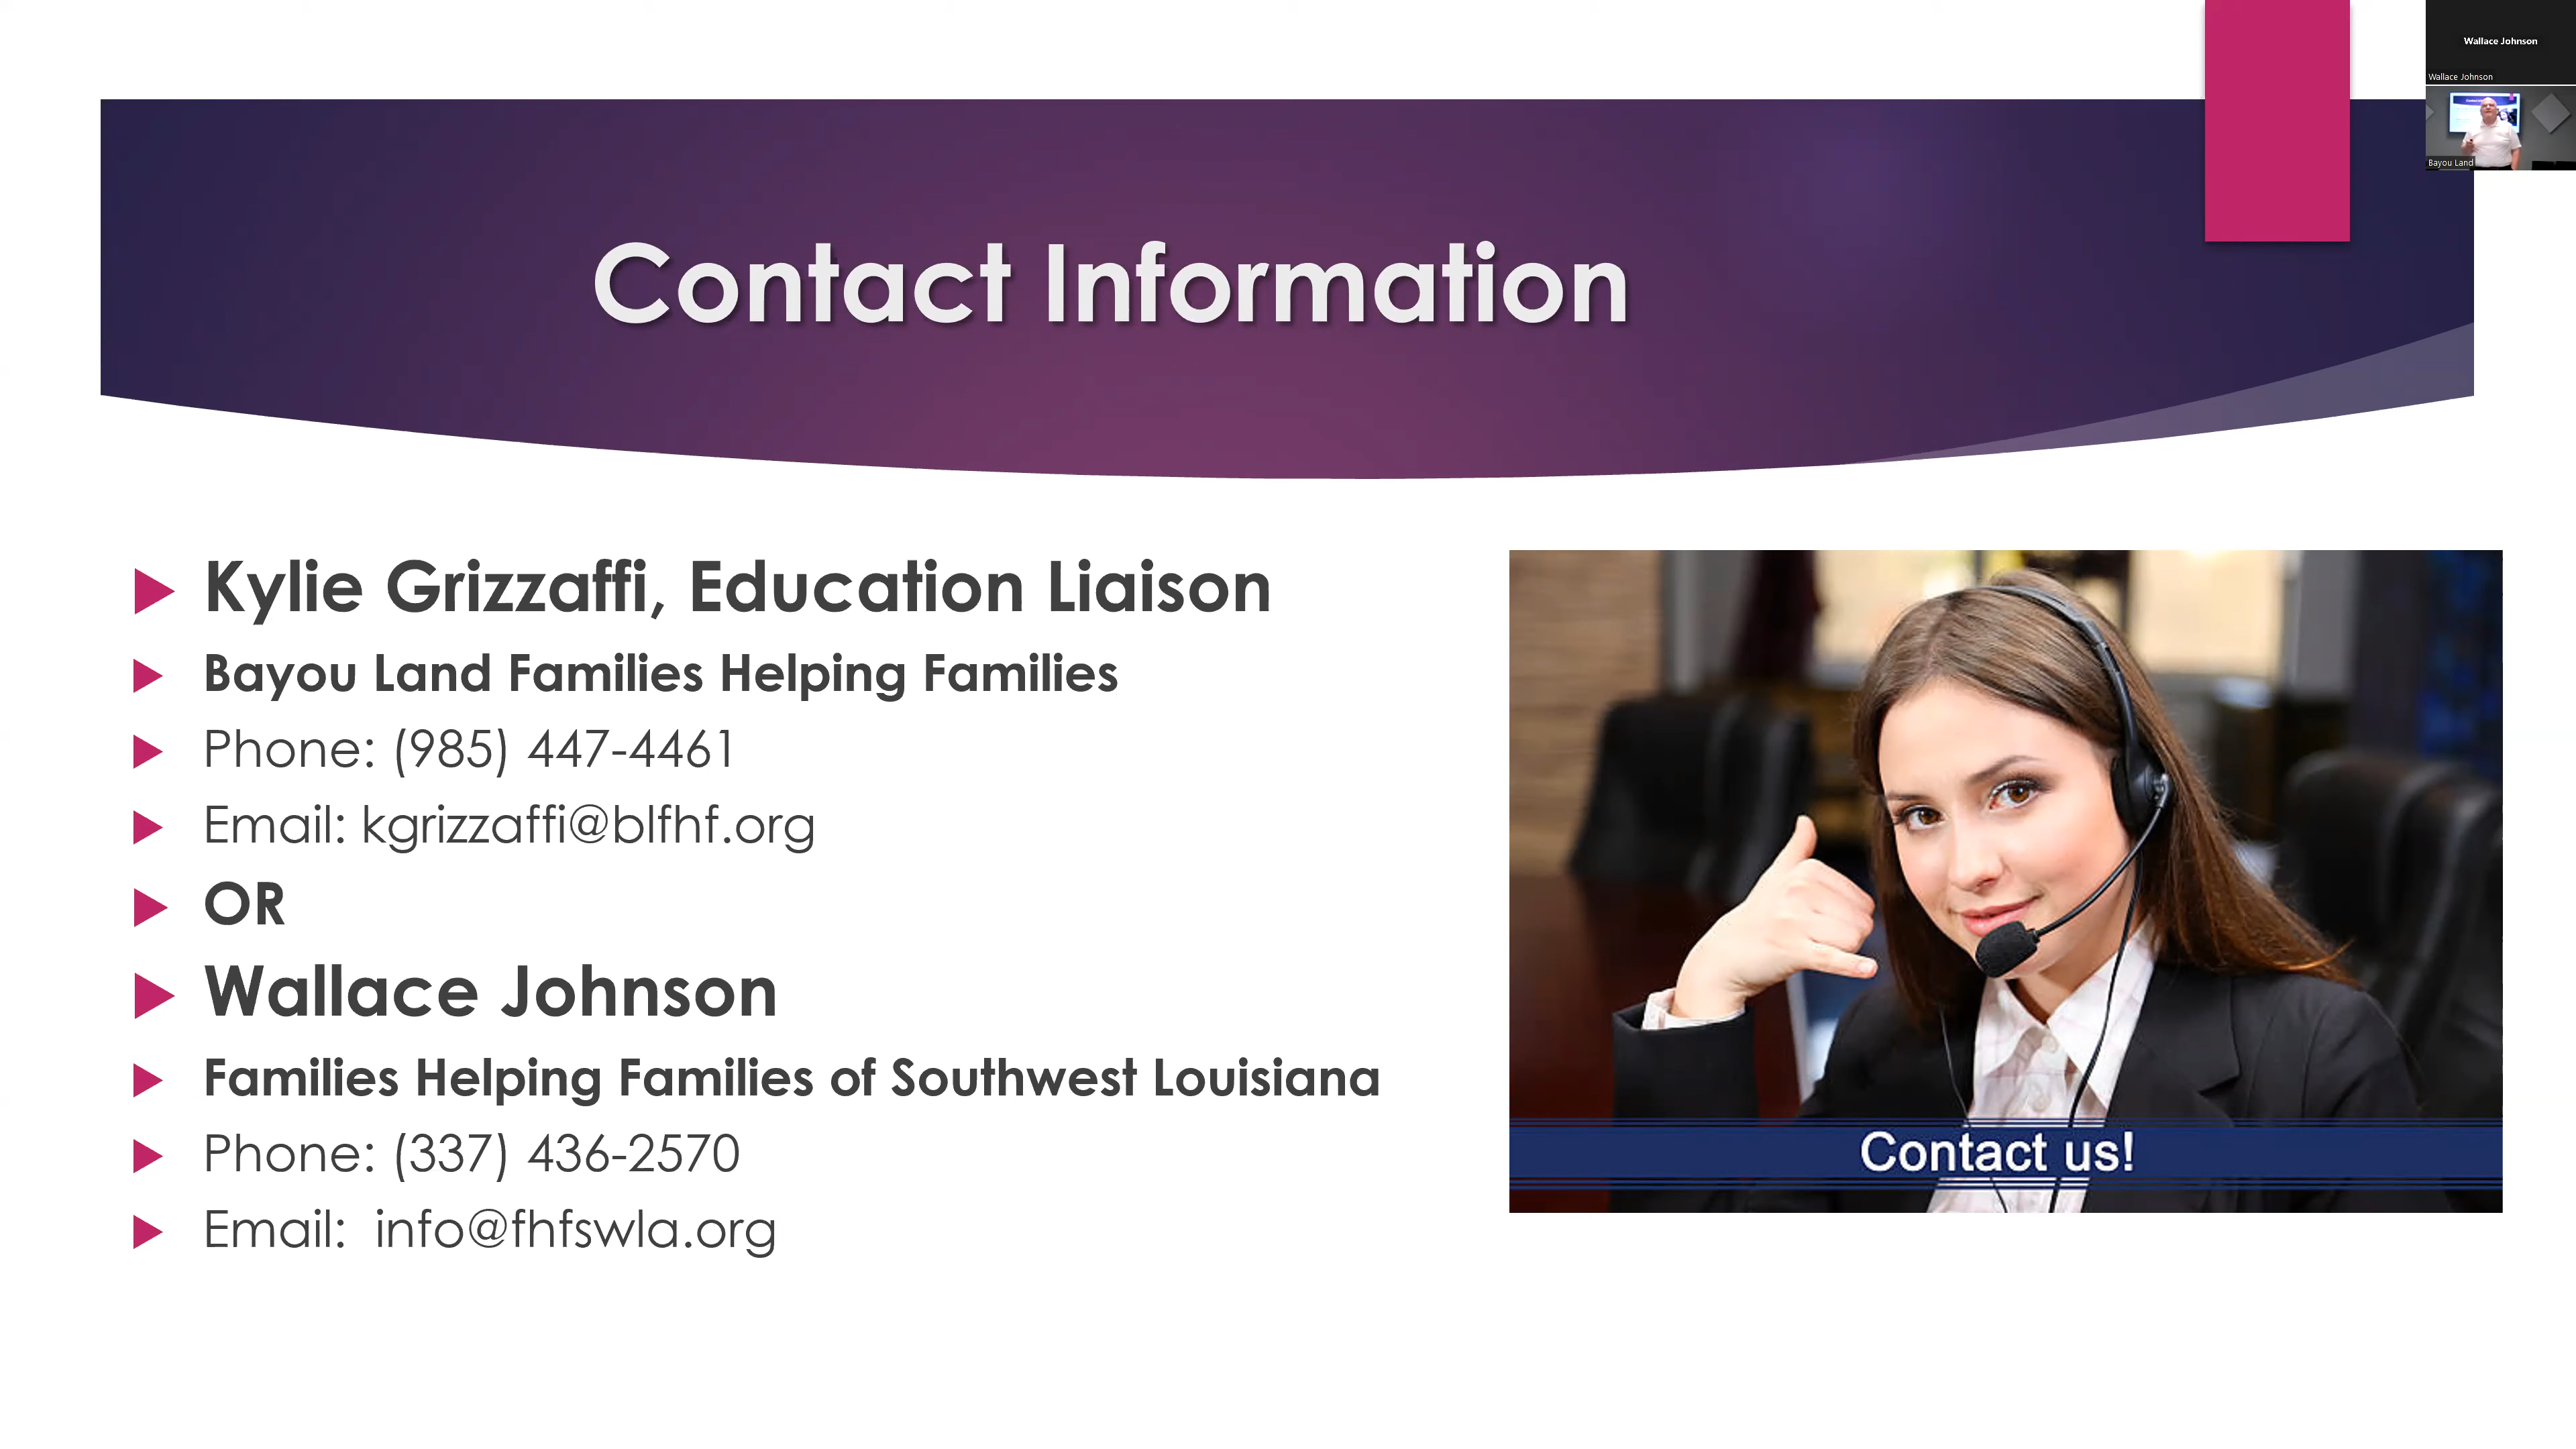 Wallace Johnson
Wallace Johnson
Bayou Land
Contact Information
Kylie Grizzaffi, Education Liaison
Bayou Land Families Helping Families
Phone: (985) 447-4461
Email: kgrizzaffi@blfhf.org
OR
Wallace Johnson
Families Helping Families of Southwest Louisiana
Phone: (337) 436-2570
Email:  info@fhfswla.org
Contact us!